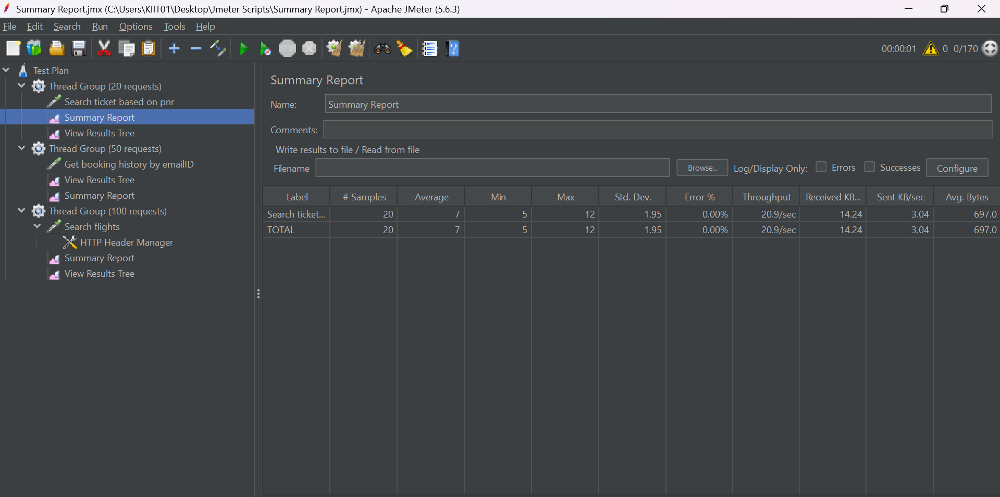 Summary Report.jmx (C:\Users\KIIT01\Desktop\Jmeter Scripts\Summary Report.jmx) - Apache JMeter (5.6.3)
File Edit Search Run Options Tools Help
STOP
00:00:01 0 0/170
Test Plan
Thread Group (20 requests)
Search ticket based on pnr
Summary Report
View Results Tree
Thread Group (50 requests)
Get booking history by emailID
View Results Tree
Summary Report
Thread Group (100 requests)
Search flights
HTTP Header Manager
Summary Report
View Results Tree
Summary Report
Name: Summary Report
Comments:
Write results to file / Read from file
Filename Browse... Log/Display Only: Errors Successes Configure
Label # Samples Average Min Max Std. Dev. Error % Throughput Received KB... Sent KB/sec Avg. Bytes
Search ticket... 20 7 5 12 1.95 0.00% 20.9/sec 14.24 3.04 697.0
TOTAL 20 7 5 12 1.95 0.00% 20.9/sec 14.24 3.04 697.0